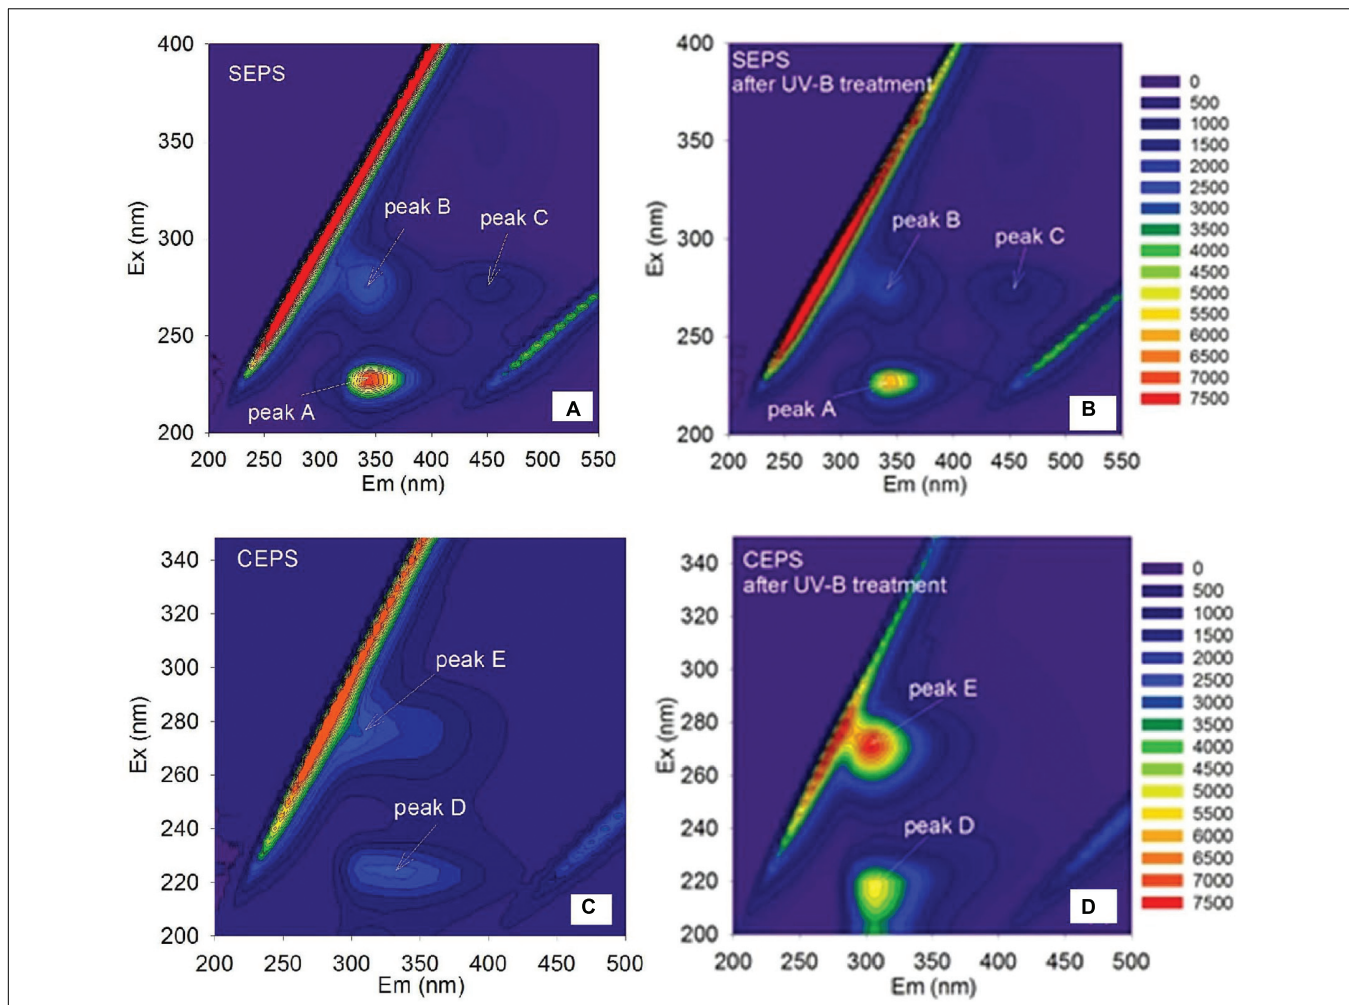 400
350
300
250
200
Ex (nm)
SEPS
peak B
peak C
peak A
A
200 250 300 350 400 450 500 550
Em (nm)
400
350
300
250
200
Ex (nm)
SEPS
after UV-B treatment
peak B
peak C
peak A
B
200 250 300 350 400 450 500 550
Em (nm)
0
500
1000
1500
2000
2500
3000
3500
4000
4500
5000
5500
6000
6500
7000
7500
340
320
300
280
260
240
220
200
Ex (nm)
CEPS
peak E
peak D
C
200 250 300 350 400 450 500
Em (nm)
340
320
300
280
260
240
220
200
Ex (nm)
CEPS
after UV-B treatment
peak E
peak D
D
200 250 300 350 400 450 500
Em (nm)
0
500
1000
1500
2000
2500
3000
3500
4000
4500
5000
5500
6000
6500
7000
7500